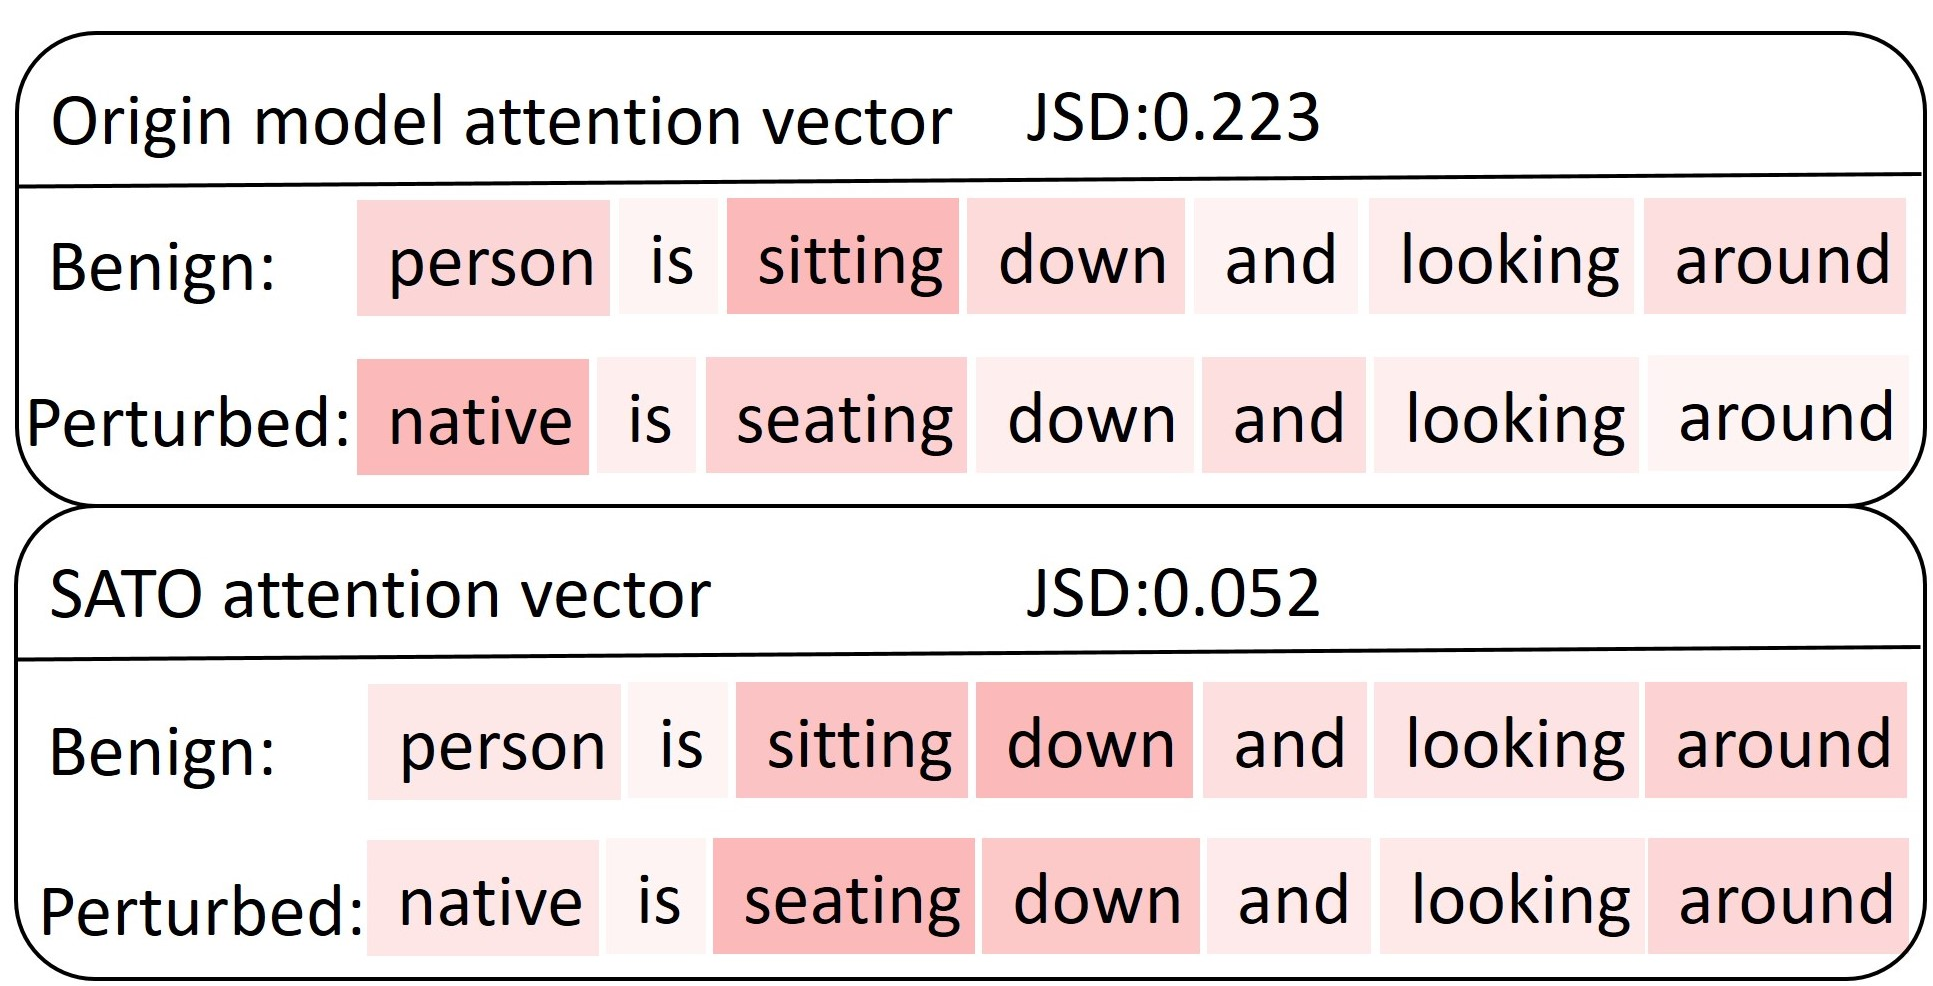 Origin model attention vector JSD:0.223
Benign: person is sitting down and looking around
Perturbed: native is seating down and looking around
SATO attention vector JSD:0.052
Benign: person is sitting down and looking around
Perturbed: native is seating down and looking around